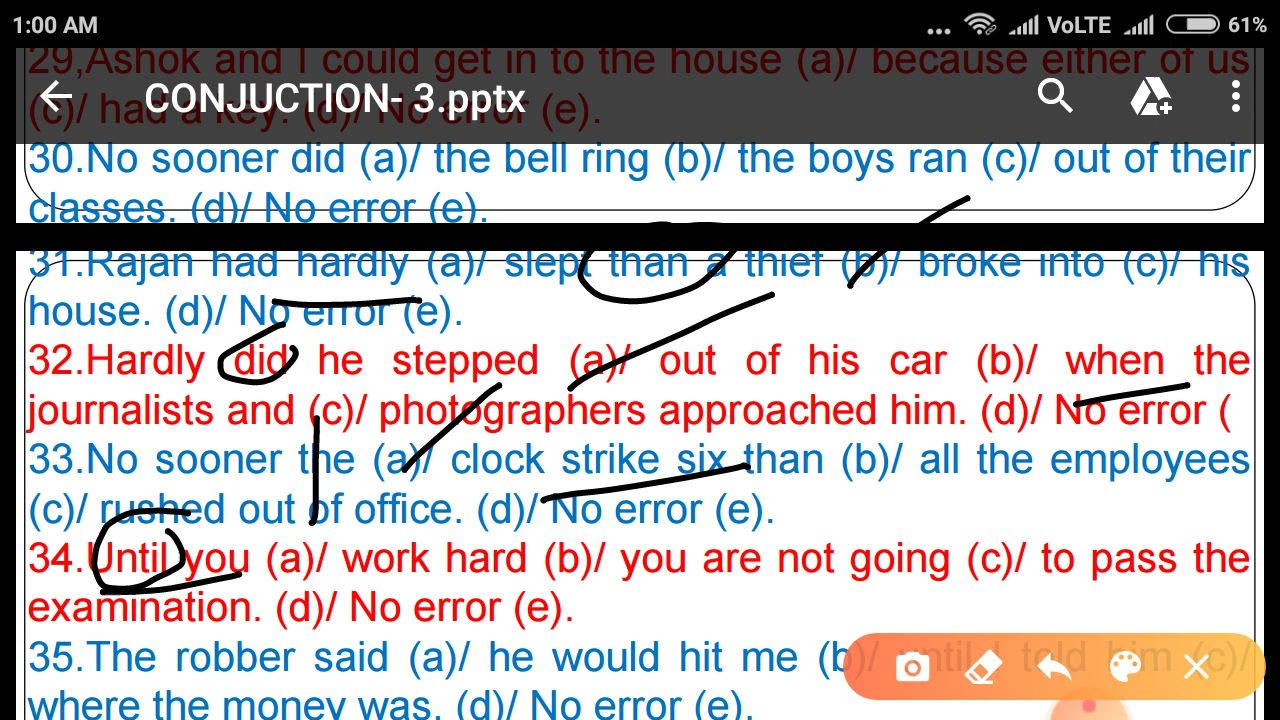 1:00 AM ... VoLTE 61%
29,Ashok and I could get in to the house (a)/ because either of us
CONJUCTION- 3.pptx
(c)/ had a key. (d)/ No error (e).
30.No sooner did (a)/ the bell ring (b)/ the boys ran (c)/ out of their
classes. (d)/ No error (e).
31.Rajan had hardly (a)/ slept than a thief (b)/ broke into (c)/ his
house. (d)/ No error (e).
32.Hardly did he stepped (a)/ out of his car (b)/ when the
journalists and (c)/ photographers approached him. (d)/ No error (
33.No sooner the (a)/ clock strike six than (b)/ all the employees
(c)/ rushed out of office. (d)/ No error (e).
34.Until you (a)/ work hard (b)/ you are not going (c)/ to pass the
examination. (d)/ No error (e).
35.The robber said (a)/ he would hit me (b)/ until I told him (c)/
where the money was. (d)/ No error (e).